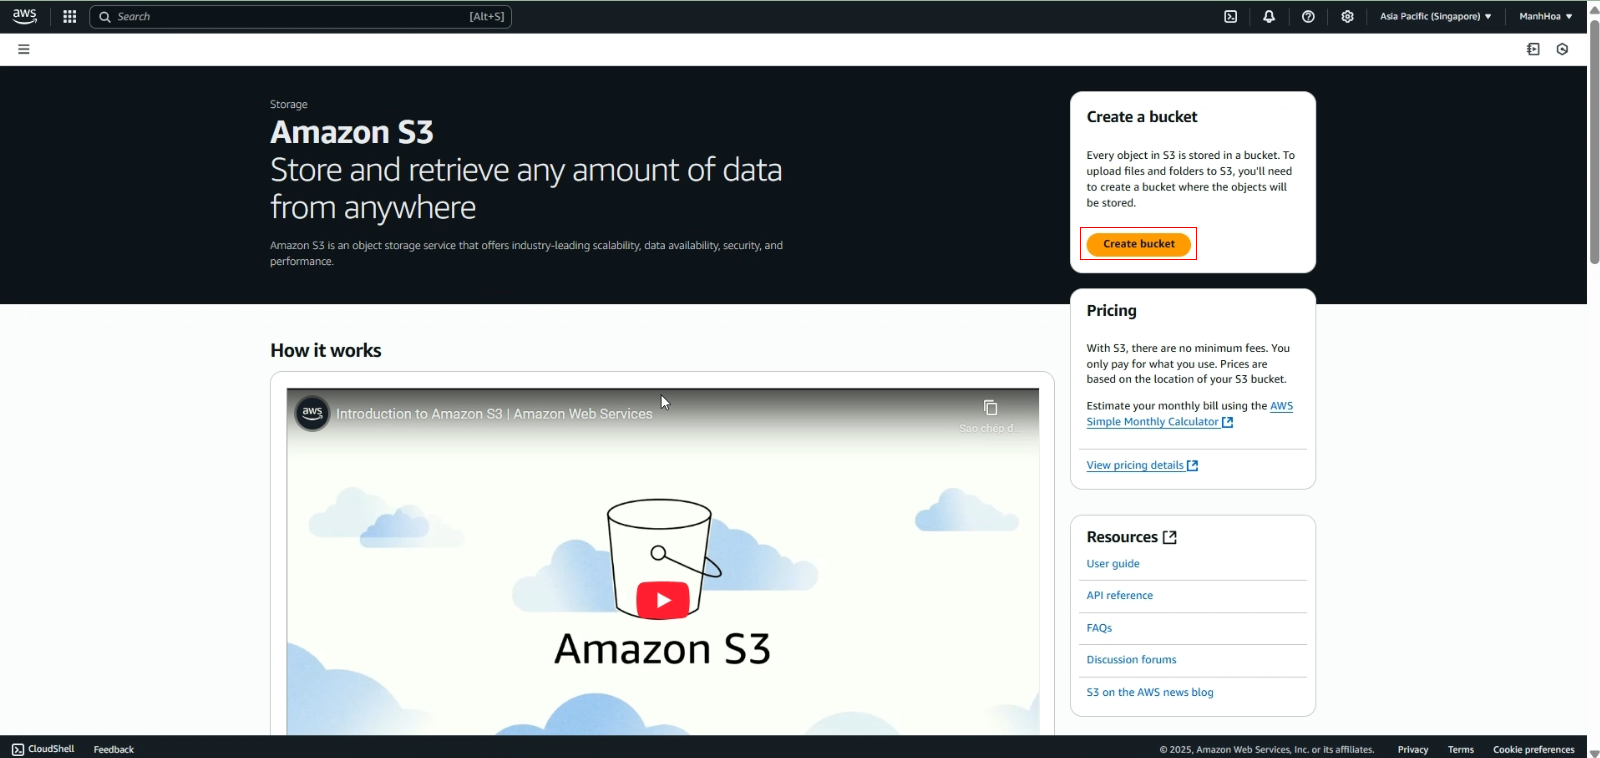 aws
Search
[Alt+S]
Asia Pacific (Singapore)
ManhHoa
Storage
Amazon S3
Store and retrieve any amount of data
from anywhere
Amazon S3 is an object storage service that offers industry-leading scalability, data availability, security, and
performance.
Create a bucket
Every object in S3 is stored in a bucket. To
upload files and folders to S3, you'll need
to create a bucket where the objects will
be stored.
Create bucket
Pricing
With S3, there are no minimum fees. You
only pay for what you use. Prices are
based on the location of your S3 bucket.
Estimate your monthly bill using the AWS
Simple Monthly Calculator
View pricing details
How it works
aws
Introduction to Amazon S3 | Amazon Web Services
Sao chép đ...
Amazon S3
Resources
User guide
API reference
FAQs
Discussion forums
S3 on the AWS news blog
CloudShell
Feedback
© 2025, Amazon Web Services, Inc. or its affiliates.
Privacy
Terms
Cookie preferences